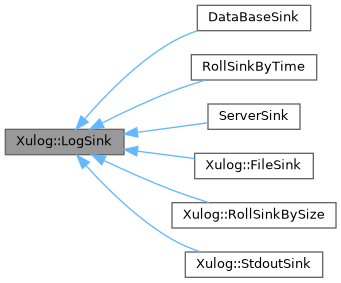 DataBaseSink
RollSinkByTime
ServerSink
Xulog::LogSink
Xulog::FileSink
Xulog::RollSinkBySize
Xulog::StdoutSink